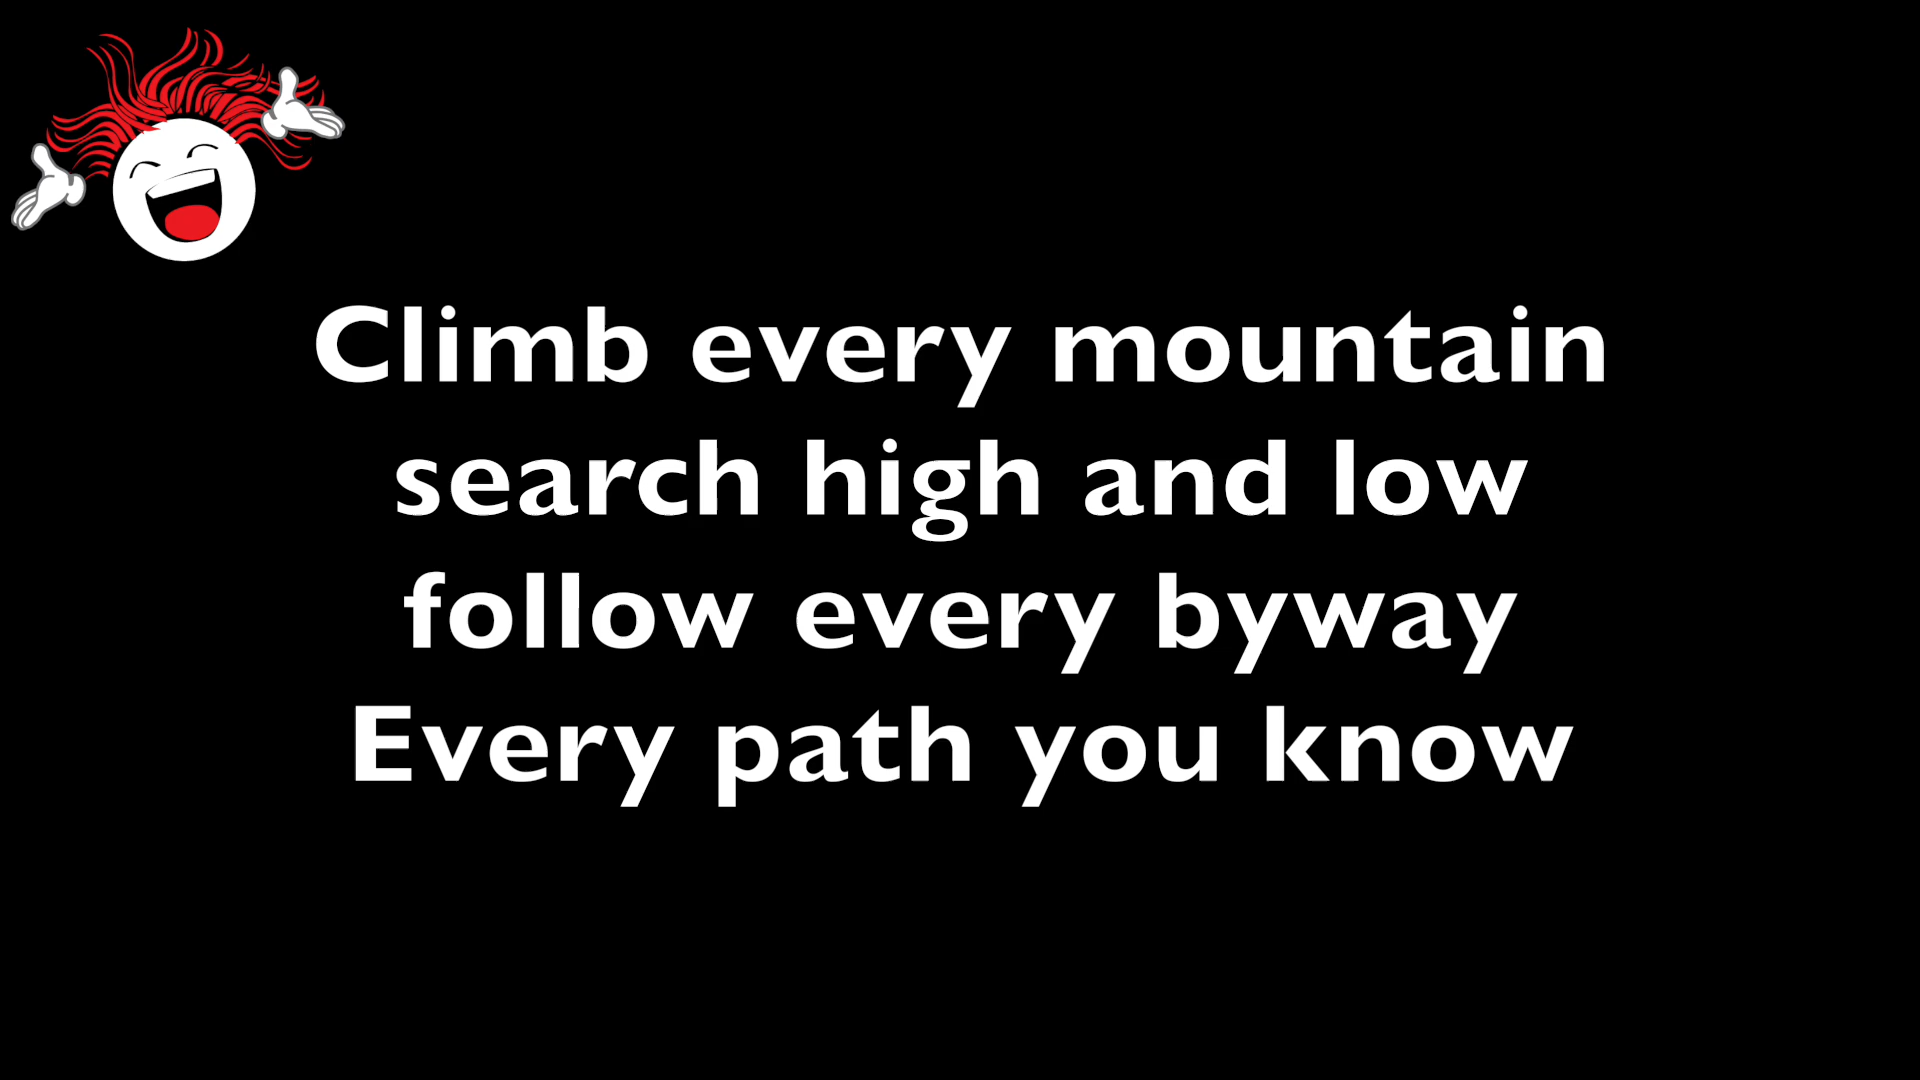 Climb every mountain
search high and low
follow every byway
Every path you know